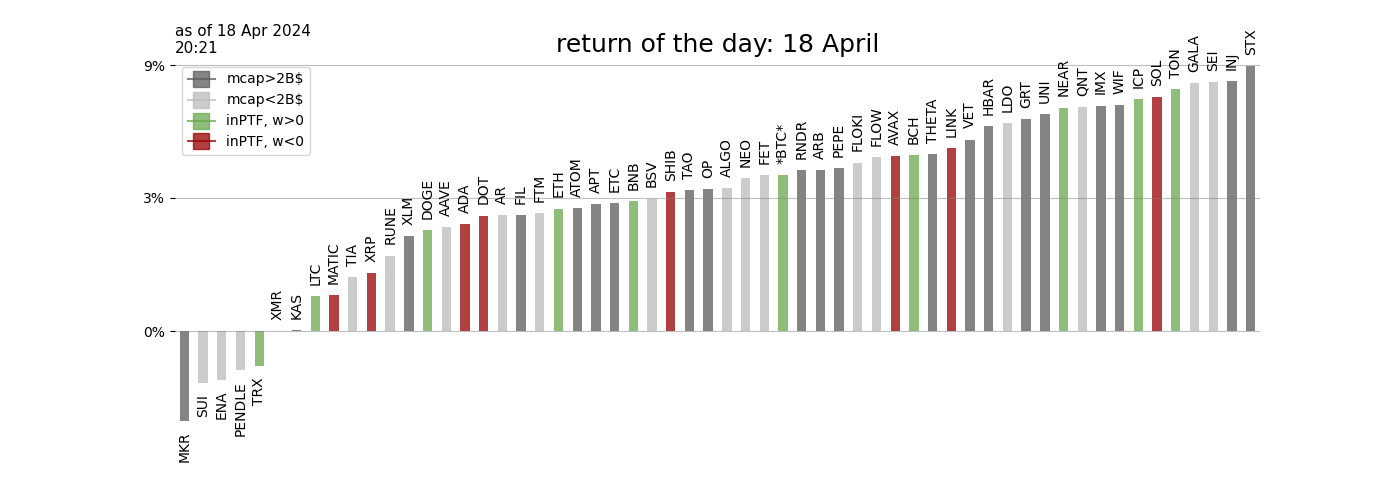 as of 18 Apr 2024
20:21
return of the day: 18 April
9%
3%
0%
mcap>2B$
mcap<2B$
inPTF, w>0
inPTF, w<0
MKR
SUI
ENA
PENDLE
TRX
XMR
KAS
LTC
MATIC
TIA
XRP
RUNE
XLM
DOGE
AAVE
ADA
DOT
AR
FIL
FTM
ETH
ATOM
APT
ETC
BNB
BSV
SHIB
TAO
OP
ALGO
NEO
FET
*BTC*
RNDR
ARB
PEPE
FLOKI
FLOW
AVAX
BCH
THETA
LINK
VET
HBAR
LDO
GRT
UNI
NEAR
QNT
IMX
WIF
ICP
SOL
TON
GALA
SEI
INJ
STX